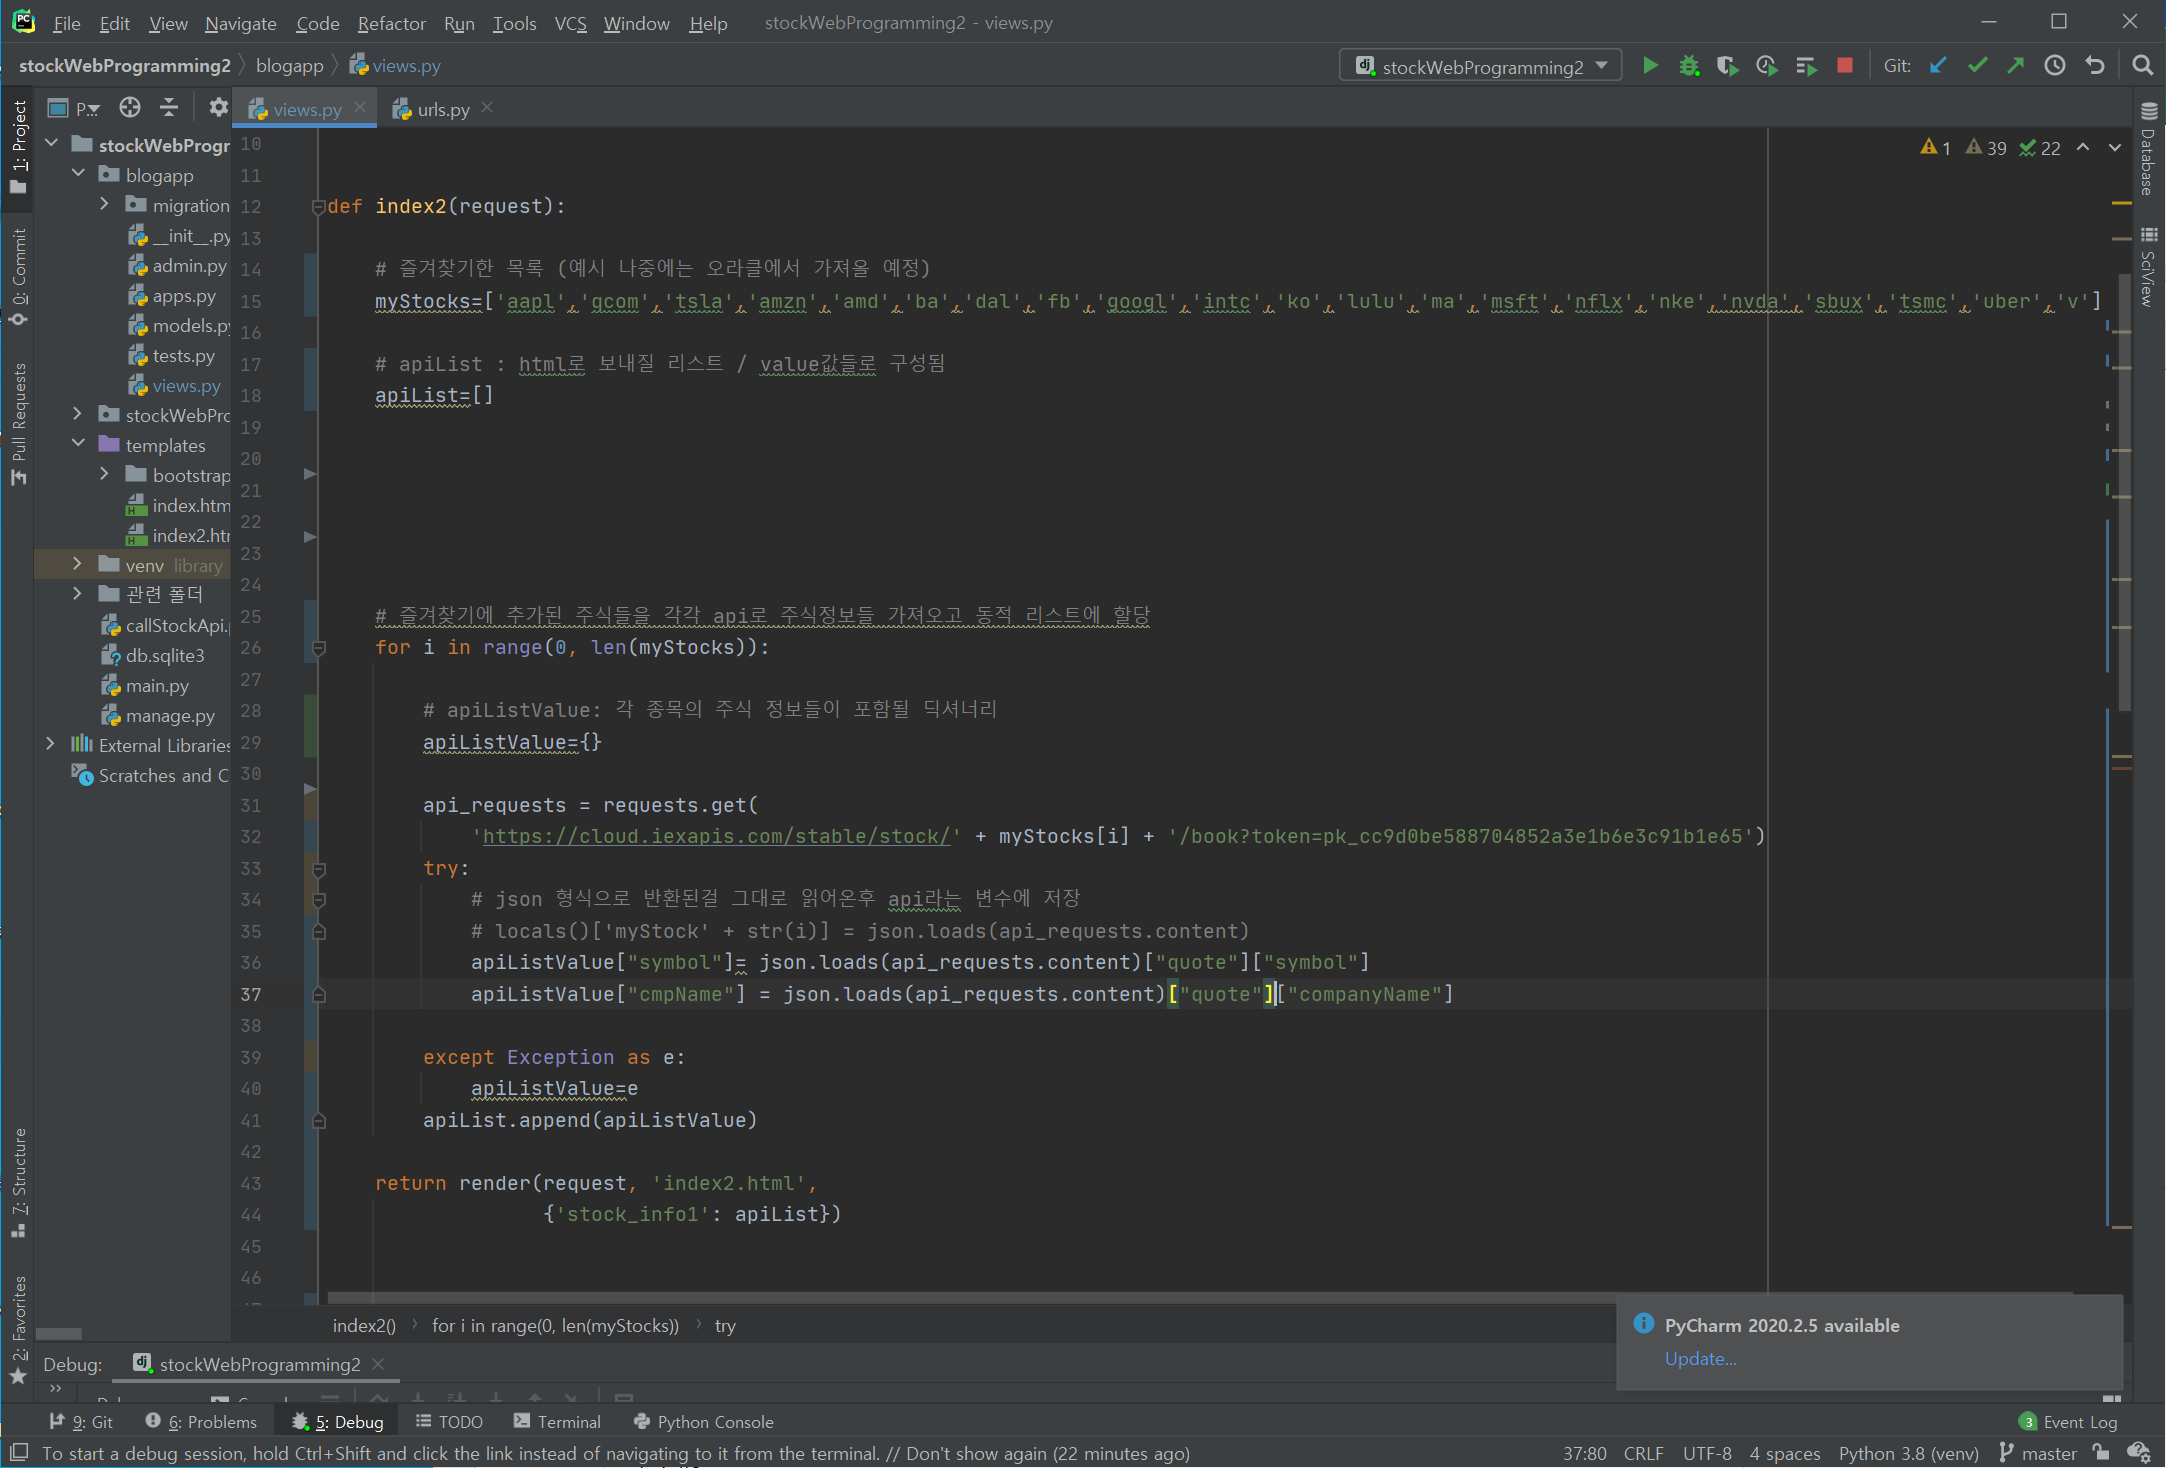 File Edit View Navigate Code Refactor Run Tools VCS Window Help stockWebProgramming2 - views.py
stockWebProgramming2 blogapp views.py stockWebProgramming2 Git:
P... views.py urls.py
1: Project
0: Commit
Pull Requests
7: Structure
2: Favorites
Database
SciView
stockWebProgr
blogapp
migration
__init__.py
admin.py
apps.py
models.py
tests.py
views.py
stockWebPro
templates
bootstrap
index.htm
index2.htm
venv library
관련 폴더
callStockApi.
db.sqlite3
main.py
manage.py
External Libraries
Scratches and C
1 39 22
10
11
12 def index2(request):
13
14 # 즐겨찾기한 목록 (예시 나중에는 오라클에서 가져올 예정)
15 myStocks=['aapl','qcom','tsla','amzn','amd','ba','dal','fb','googl','intc','ko','lulu','ma','msft','nflx','nke','nvda','sbux','tsmc','uber','v']
16
17 # apiList : html로 보내질 리스트 / value값들로 구성됨
18 apiList=[]
19
20
21
22
23
24
25 # 즐겨찾기에 추가된 주식들을 각각 api로 주식정보들 가져오고 동적 리스트에 할당
26 for i in range(0, len(myStocks)):
27
28 # apiListValue: 각 종목의 주식 정보들이 포함될 딕셔너리
29 apiListValue={}
30
31 api_requests = requests.get(
32 'https://cloud.iexapis.com/stable/stock/' + myStocks[i] + '/book?token=pk_cc9d0be588704852a3e1b6e3c91b1e65')
33 try:
34 # json 형식으로 반환된걸 그대로 읽어온후 api라는 변수에 저장
35 # locals()['myStock' + str(i)] = json.loads(api_requests.content)
36 apiListValue["symbol"]= json.loads(api_requests.content)["quote"]["symbol"]
37 apiListValue["cmpName"] = json.loads(api_requests.content)["quote"]["companyName"]
38
39 except Exception as e:
40 apiListValue=e
41 apiList.append(apiListValue)
42
43 return render(request, 'index2.html',
44 {'stock_info1': apiList})
45
46
index2() for i in range(0, len(myStocks)) try
PyCharm 2020.2.5 available
Update...
Debug: stockWebProgramming2
9: Git 6: Problems 5: Debug TODO Terminal Python Console 3 Event Log
To start a debug session, hold Ctrl+Shift and click the link instead of navigating to it from the terminal. // Don't show again (22 minutes ago) 37:80 CRLF UTF-8 4 spaces Python 3.8 (venv) master